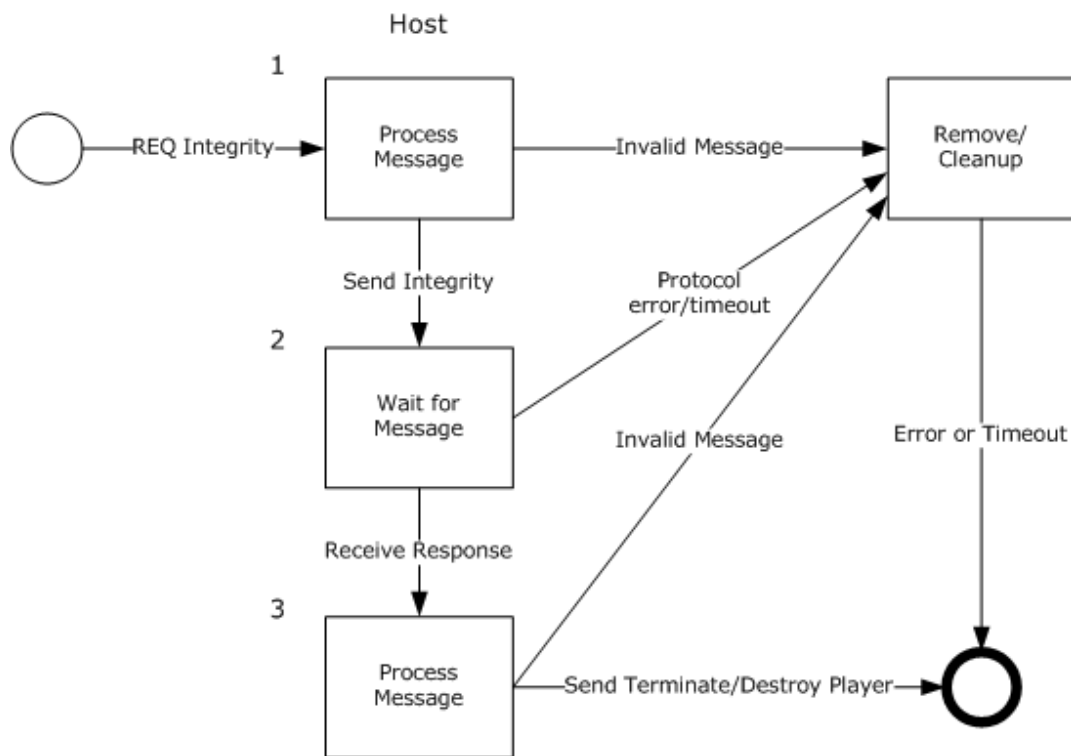 Host
1
Process
Message
REQ Integrity
Invalid Message
Remove/
Cleanup
Send Integrity
Protocol
error/timeout
2
Wait for
Message
Invalid Message
Error or Timeout
Receive Response
3
Process
Message
Send Terminate/Destroy Player